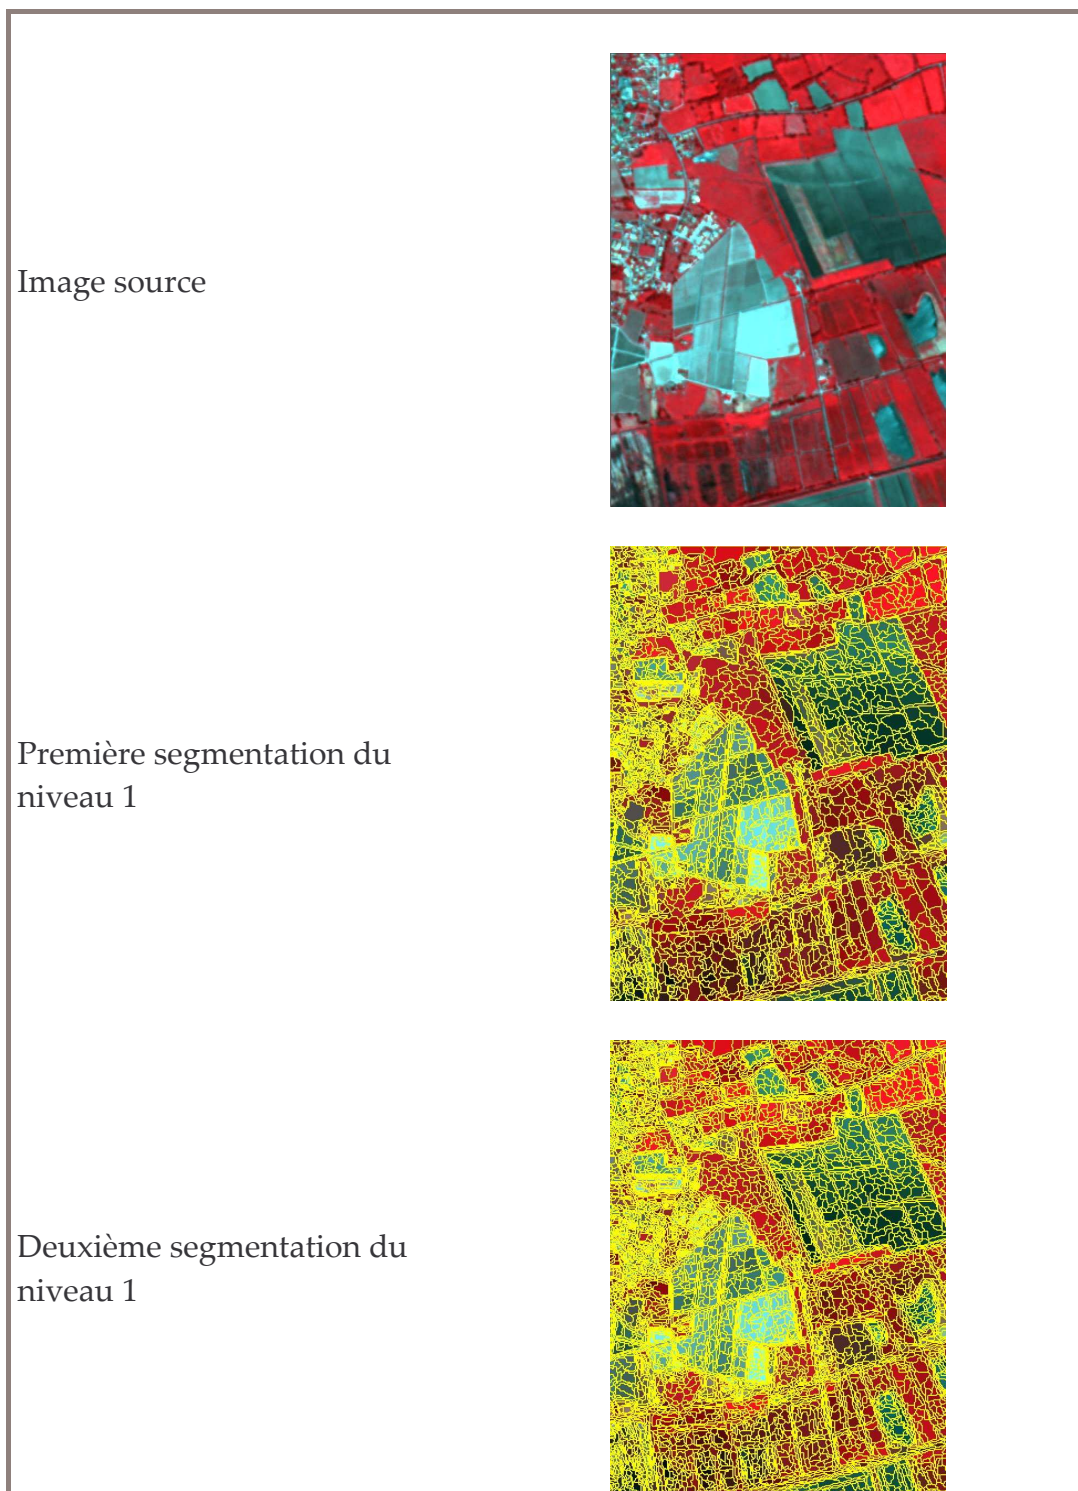 Image source
Première segmentation du
niveau 1
Deuxième segmentation du
niveau 1